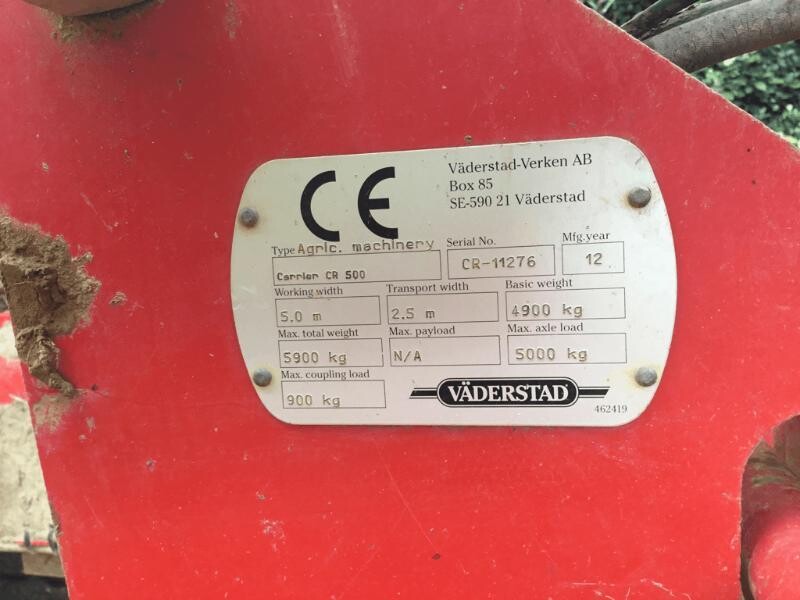 CE
Väderstad-Verken AB
Box 85
SE-590 21 Väderstad
Type Agric. machinery
Carrier CR 500
Serial No.
CR-11276
Mfg.year
12
Working width
5.0 m
Transport width
2.5 m
Basic weight
4900 kg
Max. total weight
5900 kg
Max. payload
N/A
Max. axle load
5000 kg
Max. coupling load
900 kg
VÄDERSTAD
462419